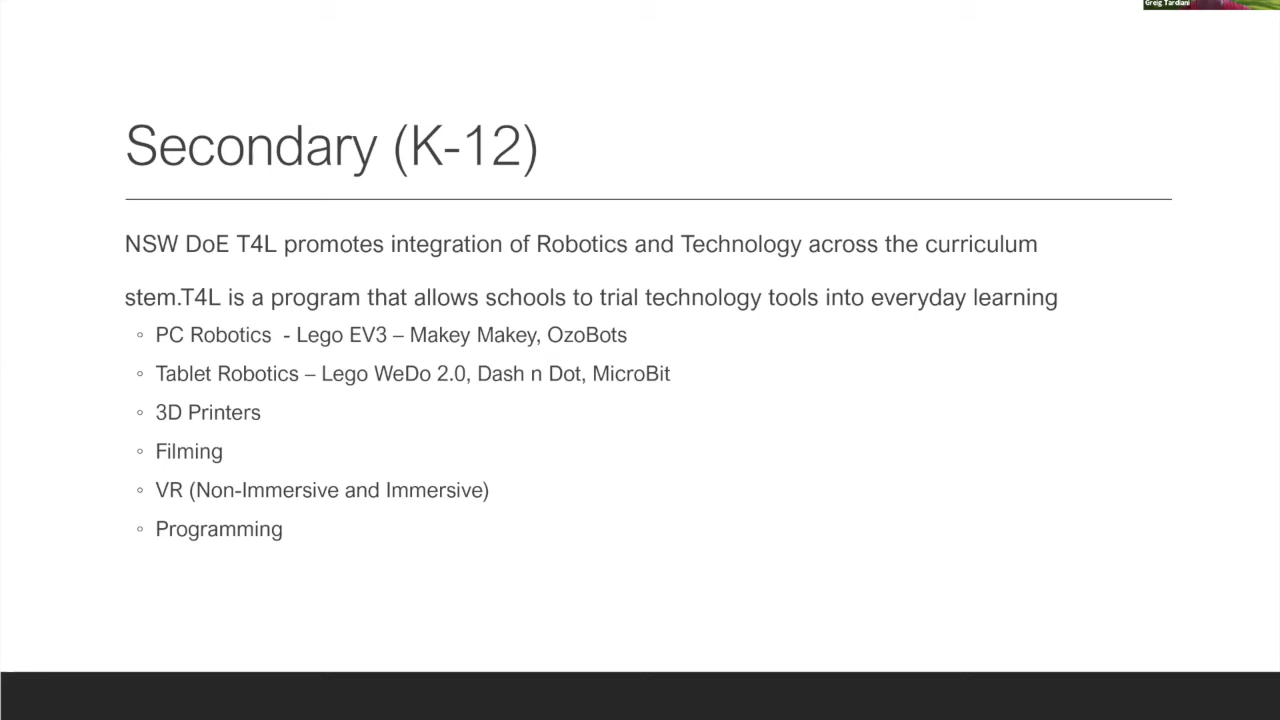 Greig Tardiani
Secondary (K-12)
NSW DoE T4L promotes integration of Robotics and Technology across the curriculum
stem.T4L is a program that allows schools to trial technology tools into everyday learning
◦ PC Robotics  - Lego EV3 – Makey Makey, OzoBots
◦ Tablet Robotics – Lego WeDo 2.0, Dash n Dot, MicroBit
◦ 3D Printers
◦ Filming
◦ VR (Non-Immersive and Immersive)
◦ Programming